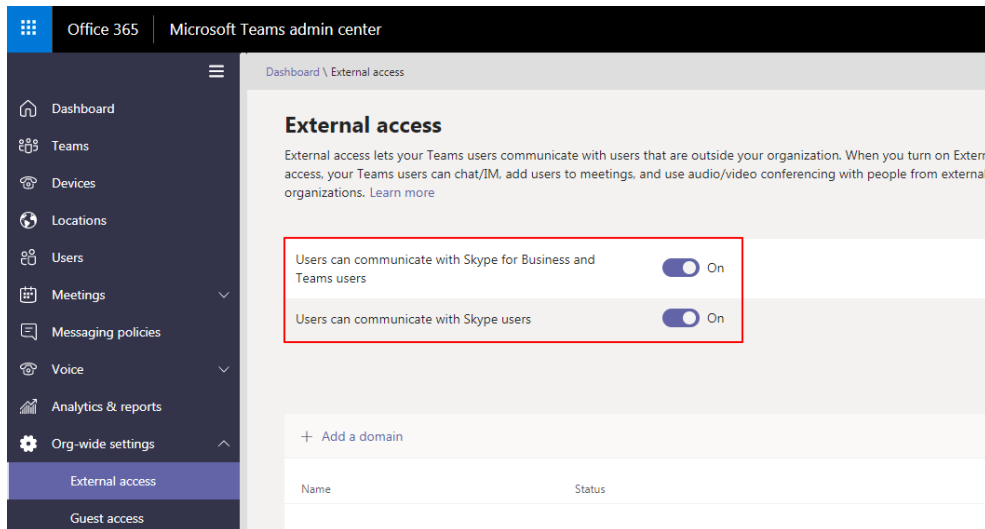 Office 365 Microsoft Teams admin center
Dashboard \ External access
Dashboard
Teams
Devices
Locations
Users
Meetings
Messaging policies
Voice
Analytics & reports
Org-wide settings
External access
Guest access
External access
External access lets your Teams users communicate with users that are outside your organization. When you turn on Extern
access, your Teams users can chat/IM, add users to meetings, and use audio/video conferencing with people from external
organizations. Learn more
Users can communicate with Skype for Business and
Teams users
On
Users can communicate with Skype users
On
+ Add a domain
Name Status